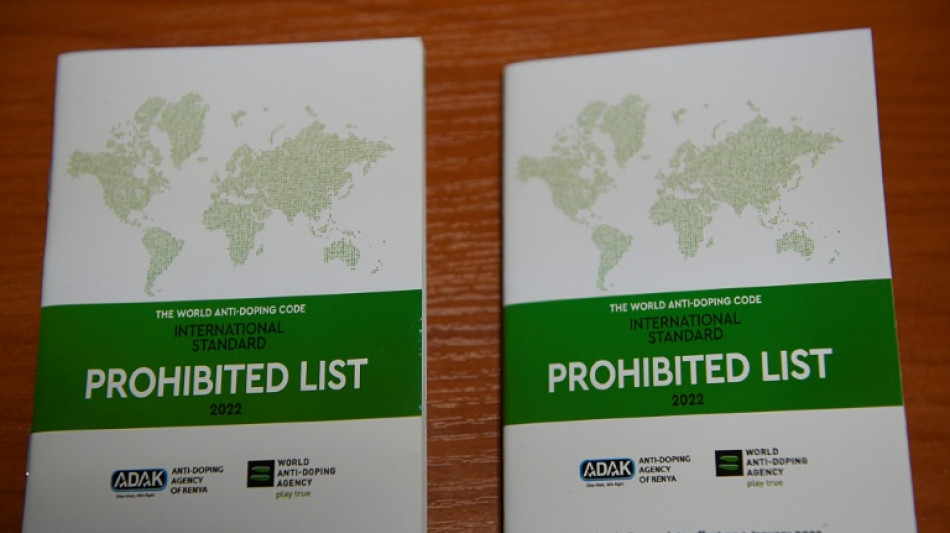 THE WORLD ANTI-DOPING CODE
INTERNATIONAL
STANDARD
PROHIBITED LIST
2022
ADAK
ANTI-DOPING
AGENCY
OF KENYA
WORLD
ANTI-DOPING
AGENCY
play true
THE WORLD ANTI-DOPING CODE
INTERNATIONAL
STANDARD
PROHIBITED LIST
2022
ADAK
ANTI-DOPING
AGENCY
OF KENYA
WORLD
ANTI-DOPING
AGENCY
play true